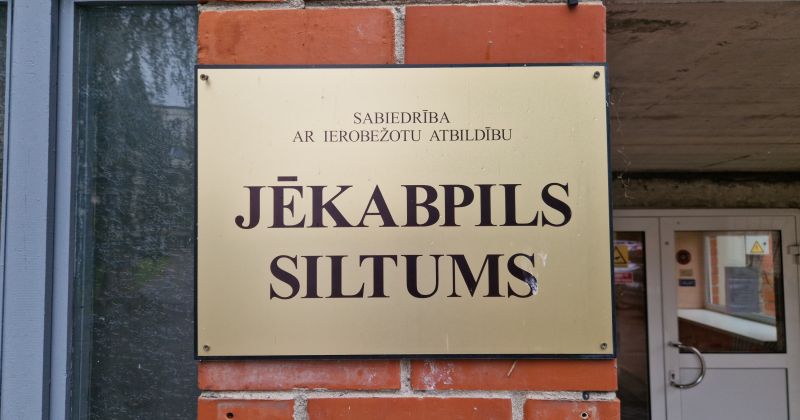 SABIEDRĪBA
AR IEROBEŽOTU ATBILDĪBU
JĒKABPILS
SILTUMS